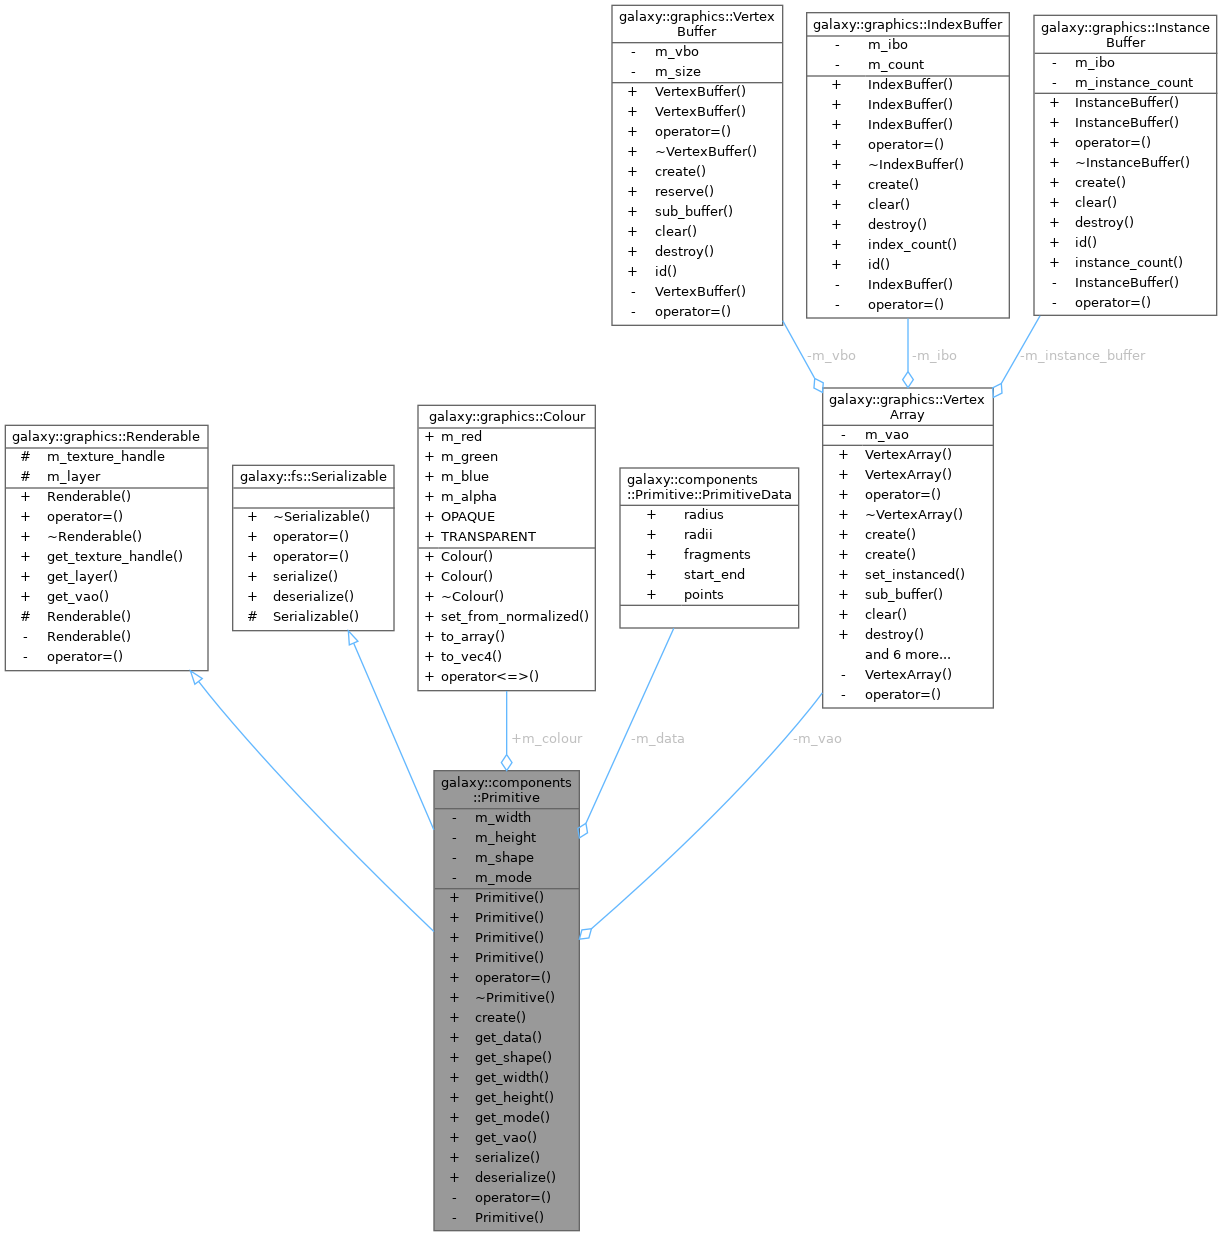 galaxy::graphics::Vertex
Buffer
- m_vbo
- m_size
+ VertexBuffer()
+ VertexBuffer()
+ operator=()
+ ~VertexBuffer()
+ create()
+ reserve()
+ sub_buffer()
+ clear()
+ destroy()
+ id()
- VertexBuffer()
- operator=()
galaxy::graphics::IndexBuffer
- m_ibo
- m_count
+ IndexBuffer()
+ IndexBuffer()
+ IndexBuffer()
+ operator=()
+ ~IndexBuffer()
+ create()
+ clear()
+ destroy()
+ index_count()
+ id()
- IndexBuffer()
- operator=()
galaxy::graphics::Instance
Buffer
- m_ibo
- m_instance_count
+ InstanceBuffer()
+ InstanceBuffer()
+ operator=()
+ ~InstanceBuffer()
+ create()
+ clear()
+ destroy()
+ id()
+ instance_count()
- InstanceBuffer()
- operator=()
-m_vbo
-m_ibo
-m_instance_buffer
galaxy::graphics::Renderable
# m_texture_handle
# m_layer
+ Renderable()
+ operator=()
+ ~Renderable()
+ get_texture_handle()
+ get_layer()
+ get_vao()
# Renderable()
- Renderable()
- operator=()
galaxy::fs::Serializable
+ ~Serializable()
+ operator=()
+ operator=()
+ serialize()
+ deserialize()
# Serializable()
galaxy::graphics::Colour
+ m_red
+ m_green
+ m_blue
+ m_alpha
+ OPAQUE
+ TRANSPARENT
+ Colour()
+ Colour()
+ ~Colour()
+ set_from_normalized()
+ to_array()
+ to_vec4()
+ operator<=>()
galaxy::components
::Primitive::PrimitiveData
+ radius
+ radii
+ fragments
+ start_end
+ points
galaxy::graphics::Vertex
Array
- m_vao
+ VertexArray()
+ VertexArray()
+ operator=()
+ ~VertexArray()
+ create()
+ create()
+ set_instanced()
+ sub_buffer()
+ clear()
+ destroy()
and 6 more...
- VertexArray()
- operator=()
+m_colour
-m_data
-m_vao
galaxy::components
::Primitive
- m_width
- m_height
- m_shape
- m_mode
+ Primitive()
+ Primitive()
+ Primitive()
+ Primitive()
+ operator=()
+ ~Primitive()
+ create()
+ get_data()
+ get_shape()
+ get_width()
+ get_height()
+ get_mode()
+ get_vao()
+ serialize()
+ deserialize()
- operator=()
- Primitive()